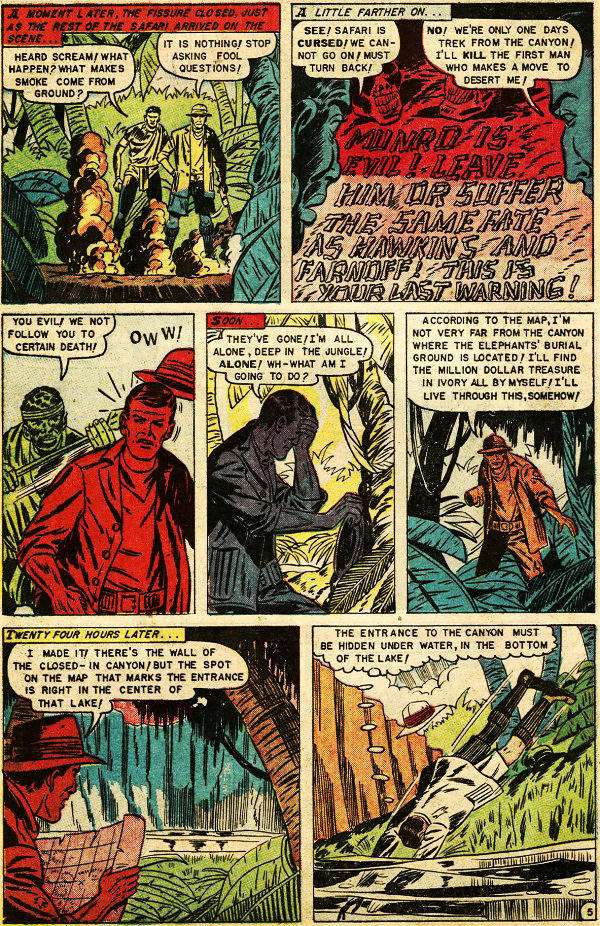 A MOMENT LATER, THE FISSURE CLOSED, JUST
AS THE REST OF THE SAFARI ARRIVED ON THE
SCENE...
HEARD SCREAM! WHAT
HAPPEN? WHAT MAKES
SMOKE COME FROM
GROUND?
IT IS NOTHING! STOP
ASKING FOOL
QUESTIONS!
A LITTLE FARTHER ON...
SEE! SAFARI IS
CURSED! WE CAN-
NOT GO ON! MUST
TURN BACK!
NO! WE'RE ONLY ONE DAYS
TREK FROM THE CANYON!
I'LL KILL THE FIRST MAN
WHO MAKES A MOVE TO
DESERT ME!
MUNRO IS
EVIL! LEAVE
HIM, OR SUFFER
THE SAME FATE
AS HAWKINS AND
FARNOFF! THIS IS
YOUR LAST WARNING!
YOU EVIL! WE NOT
FOLLOW YOU TO
CERTAIN DEATH!
OWW!
SOON...
THEY'VE GONE! I'M ALL
ALONE, DEEP IN THE JUNGLE!
ALONE! WH-WHAT AM I
GOING TO DO?
ACCORDING TO THE MAP, I'M
NOT VERY FAR FROM THE CANYON
WHERE THE ELEPHANTS' BURIAL
GROUND IS LOCATED! I'LL FIND
THE MILLION DOLLAR TREASURE
IN IVORY ALL BY MYSELF! I'LL
LIVE THROUGH THIS, SOMEHOW!
TWENTY FOUR HOURS LATER...
I MADE IT! THERE'S THE WALL OF
THE CLOSED-IN CANYON! BUT THE SPOT
ON THE MAP THAT MARKS THE ENTRANCE
IS RIGHT IN THE CENTER OF
THAT LAKE!
THE ENTRANCE TO THE CANYON MUST
BE HIDDEN UNDER WATER, IN THE BOTTOM
OF THE LAKE!
5